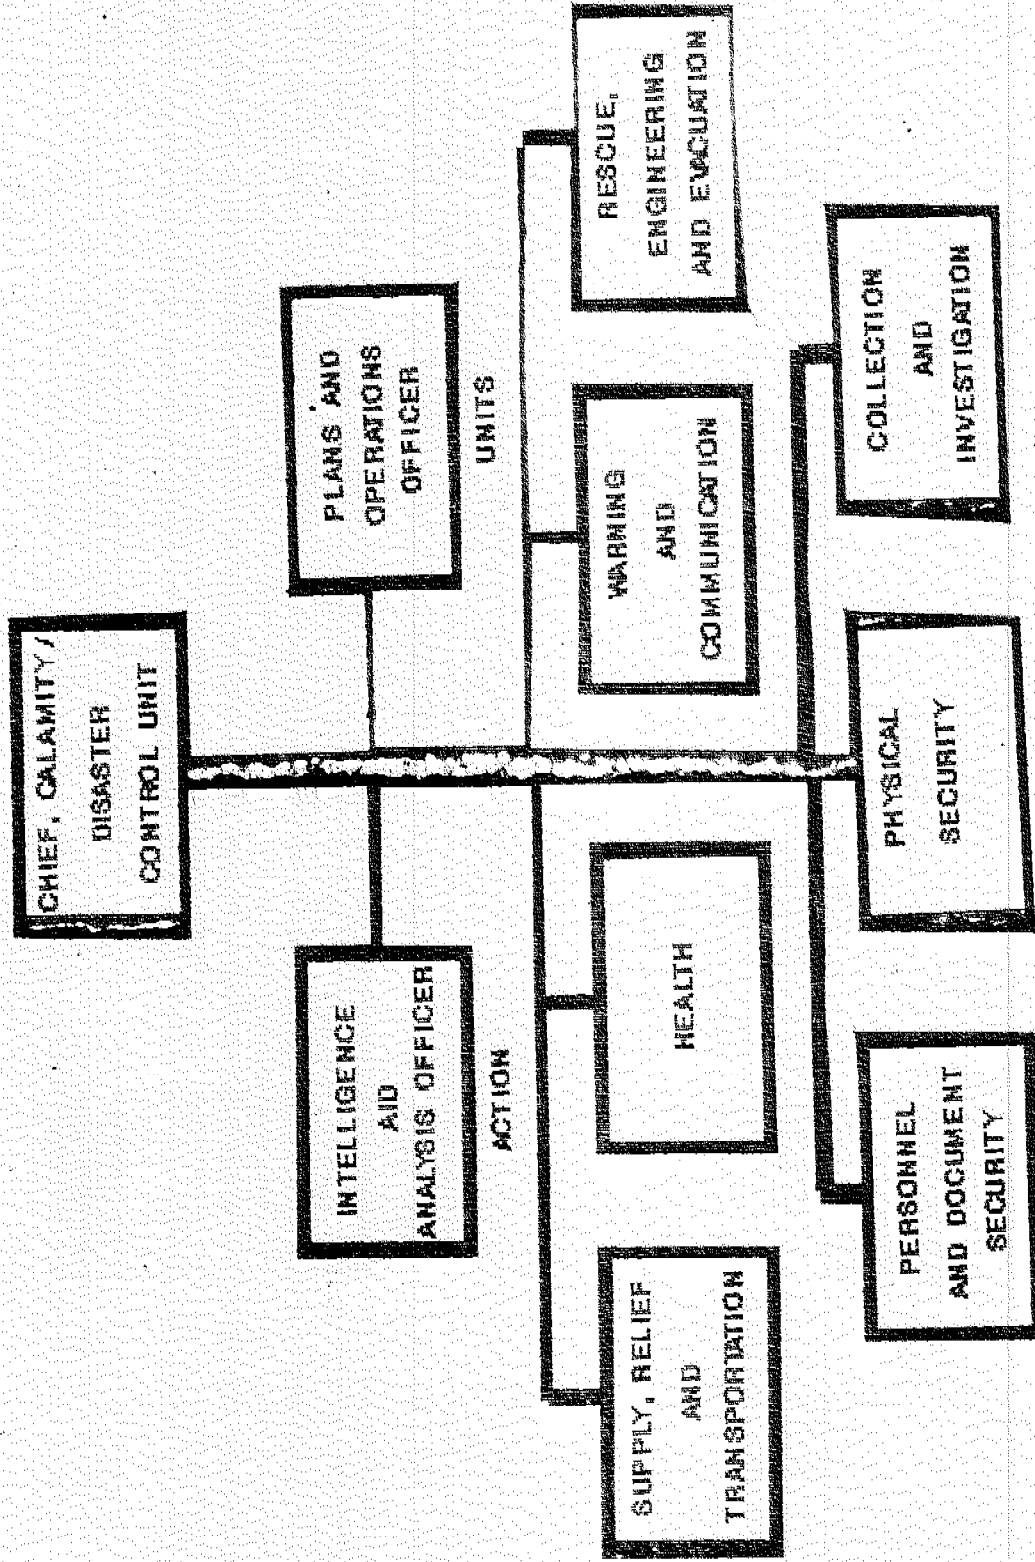 CHIEF, CALAMITY/
DISASTER
CONTROL UNIT
INTELLIGENCE
AID
ANALYSIS OFFICER
PLANS AND
OPERATIONS
OFFICER
ACTION
UNITS
SUPPLY, RELIEF
AND
TRANSPORTATION
HEALTH
WARNING
AND
COMMUNICATION
RESCUE,
ENGINEERING
AND EVACUATION
PERSONNEL
AND DOCUMENT
SECURITY
PHYSICAL
SECURITY
COLLECTION
AND
INVESTIGATION